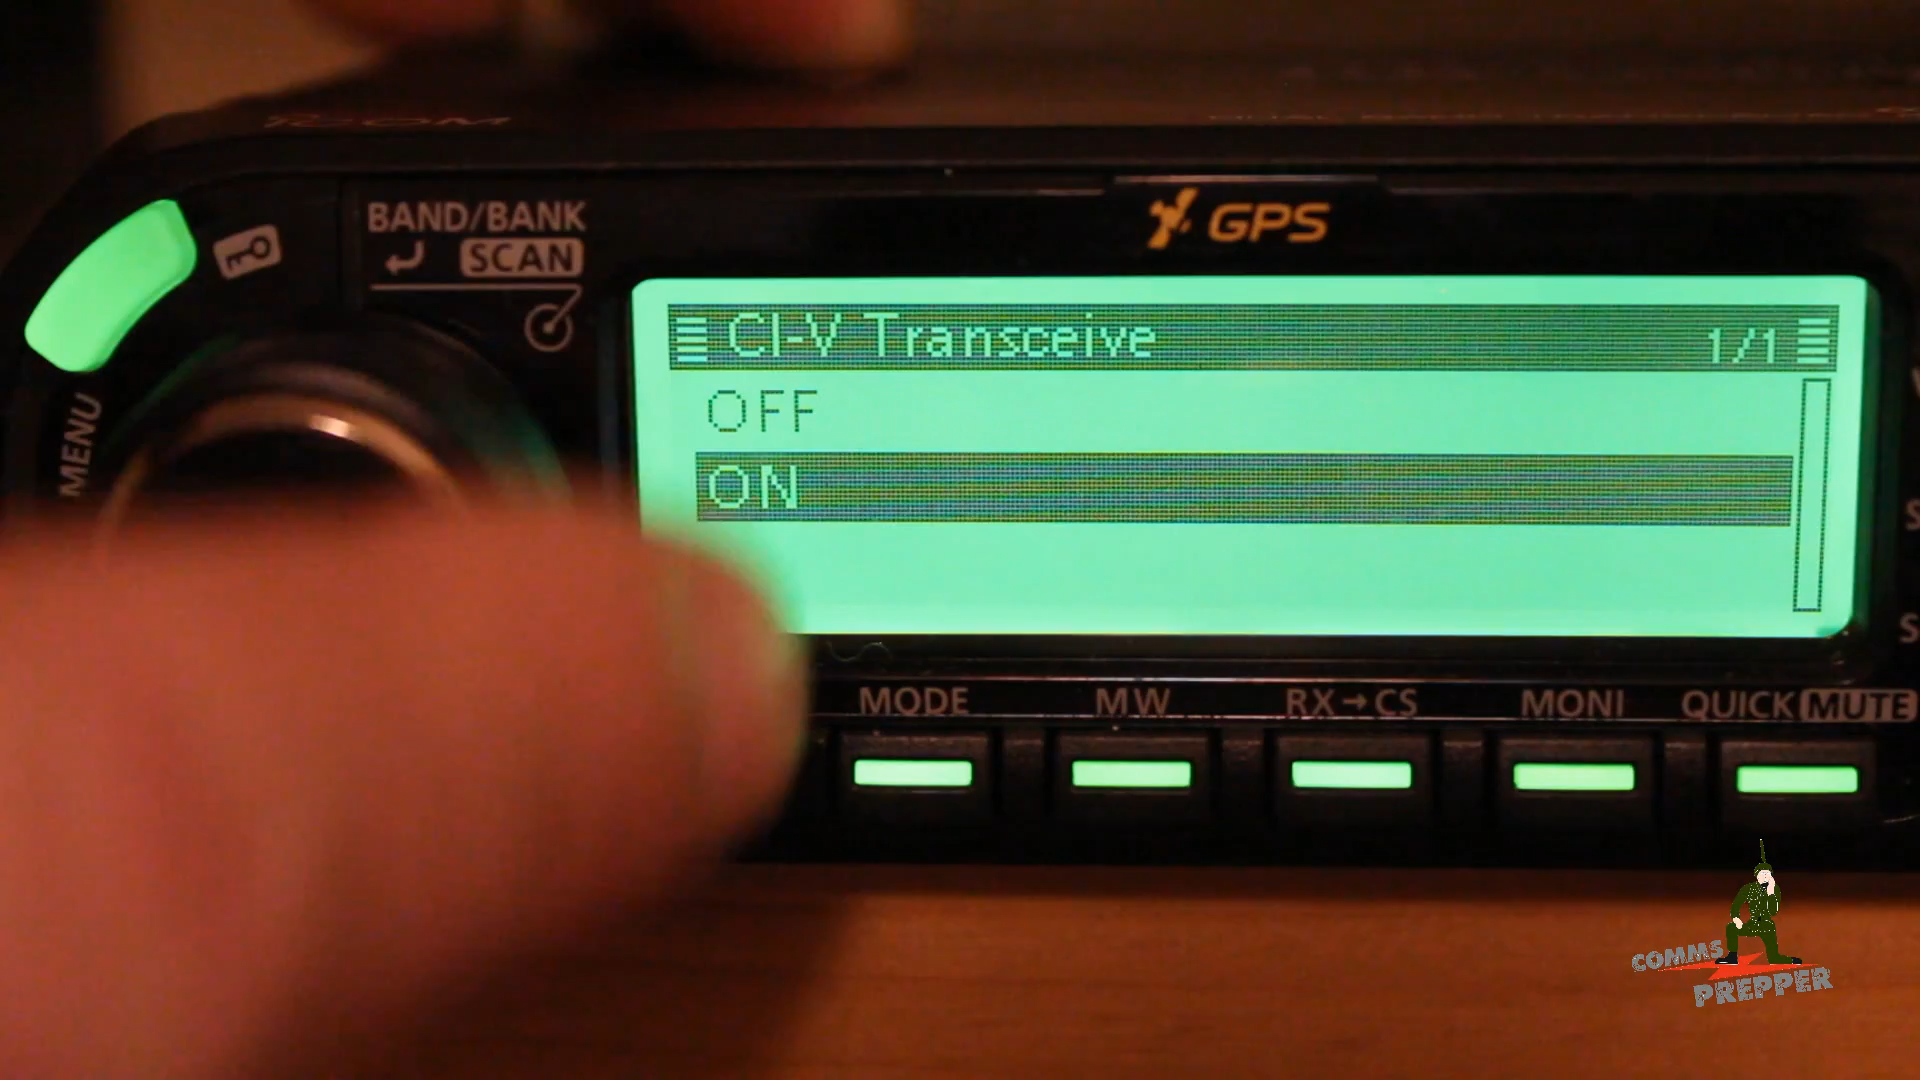 ICOM
BAND/BANK
SCAN
GPS
MENU
CI-V Transceive 1/1
OFF
ON
MODE MW RX→CS MONI QUICK MUTE
COMMS
PREPPER